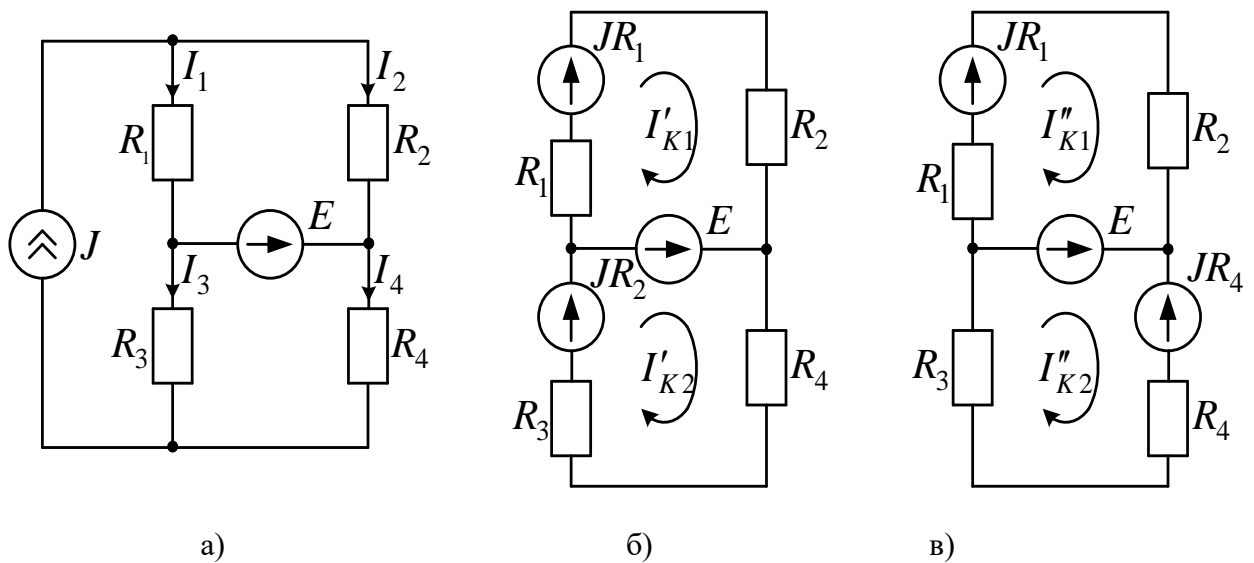 J
I₁
I₂
R₁
R₂
E
I₃
I₄
R₃
R₄
а)
JR₁
I′K1
R₂
R₁
E
JR₂
I′K2
R₄
R₃
б)
JR₁
I″K1
R₂
R₁
E
JR₄
R₃
I″K2
R₄
в)